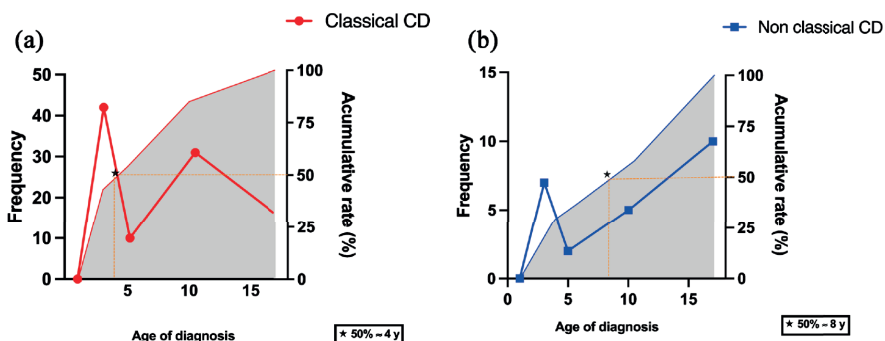 Classical CD
(a)
50
40
30
20
10
0
Frequency
100
75
50
25
0
Acumulative rate (%)
5
10
15
Age of diagnosis
★ 50% ~ 4 y
Non classical CD
(b)
15
10
5
0
Frequency
100
75
50
25
0
Acumulative rate (%)
0
5
10
15
Age of diagnosis
★ 50% ~ 8 y